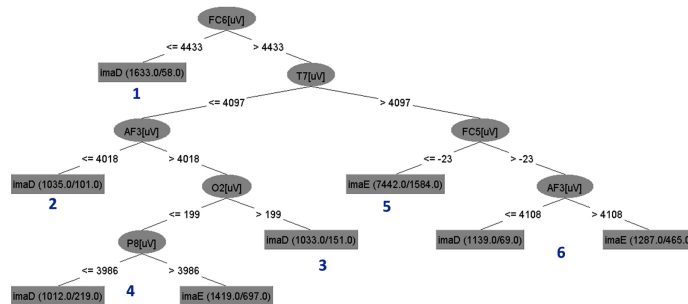 FC6[uV]
<= 4433
> 4433
imaD (1633.0/58.0)
T7[uV]
1
<= 4097
> 4097
AF3[uV]
FC5[uV]
<= 4018
> 4018
<= -23
> -23
imaD (1035.0/101.0)
O2[uV]
imaE (7442.0/1584.0)
AF3[uV]
2
5
<= 199
> 199
<= 4108
> 4108
P8[uV]
imaD (1033.0/151.0)
imaD (1139.0/69.0)
imaE (1287.0/465.0)
3
6
<= 3986
> 3986
imaD (1012.0/219.0)
4
imaE (1419.0/697.0)